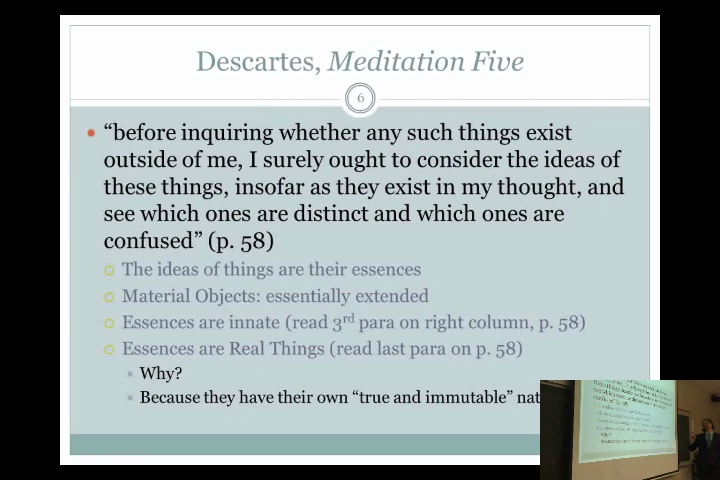 Descartes, Meditation Five
6
“before inquiring whether any such things exist
outside of me, I surely ought to consider the ideas of
these things, insofar as they exist in my thought, and
see which ones are distinct and which ones are
confused” (p. 58)
The ideas of things are their essences
Material Objects: essentially extended
Essences are innate (read 3rd para on right column, p. 58)
Essences are Real Things (read last para on p. 58)
Why?
Because they have their own “true and immutable” nat